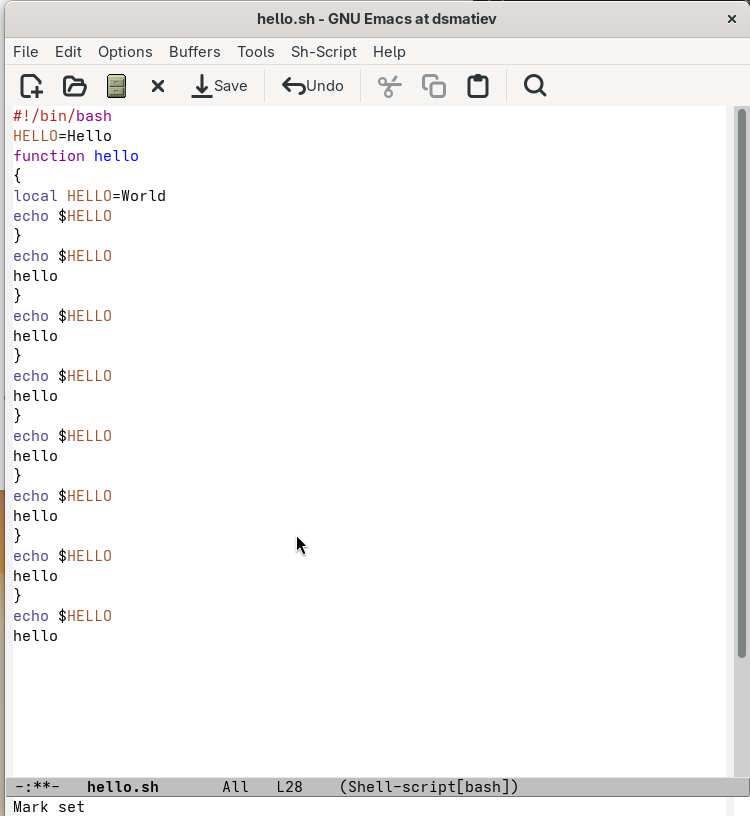 hello.sh - GNU Emacs at dsmatiev
File Edit Options Buffers Tools Sh-Script Help
Save Undo
#!/bin/bash
HELLO=Hello
function hello
{
local HELLO=World
echo $HELLO
}
echo $HELLO
hello
}
echo $HELLO
hello
}
echo $HELLO
hello
}
echo $HELLO
hello
}
echo $HELLO
hello
}
echo $HELLO
hello
}
echo $HELLO
hello
-:**- hello.sh All L28 (Shell-script[bash])
Mark set